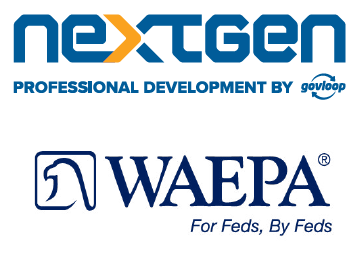 nextgen
PROFESSIONAL DEVELOPMENT BY govloop
WAEPA®
For Feds, By Feds